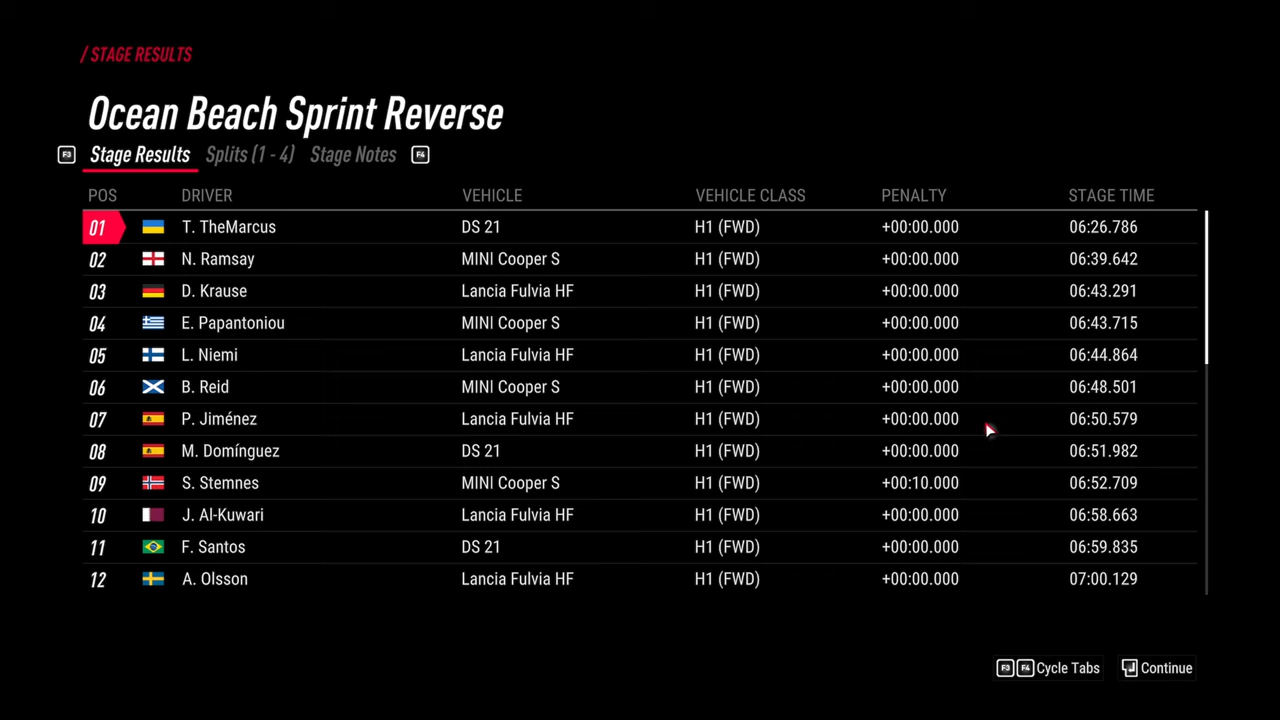 / STAGE RESULTS
Ocean Beach Sprint Reverse
F3 Stage Results Splits (1 - 4) Stage Notes F4
POS DRIVER VEHICLE VEHICLE CLASS PENALTY STAGE TIME
01 T. TheMarcus DS 21 H1 (FWD) +00:00.000 06:26.786
02 N. Ramsay MINI Cooper S H1 (FWD) +00:00.000 06:39.642
03 D. Krause Lancia Fulvia HF H1 (FWD) +00:00.000 06:43.291
04 E. Papantoniou MINI Cooper S H1 (FWD) +00:00.000 06:43.715
05 L. Niemi Lancia Fulvia HF H1 (FWD) +00:00.000 06:44.864
06 B. Reid MINI Cooper S H1 (FWD) +00:00.000 06:48.501
07 P. Jiménez Lancia Fulvia HF H1 (FWD) +00:00.000 06:50.579
08 M. Domínguez DS 21 H1 (FWD) +00:00.000 06:51.982
09 S. Stemnes MINI Cooper S H1 (FWD) +00:10.000 06:52.709
10 J. Al-Kuwari Lancia Fulvia HF H1 (FWD) +00:00.000 06:58.663
11 F. Santos DS 21 H1 (FWD) +00:00.000 06:59.835
12 A. Olsson Lancia Fulvia HF H1 (FWD) +00:00.000 07:00.129
F3 F4 Cycle Tabs Continue